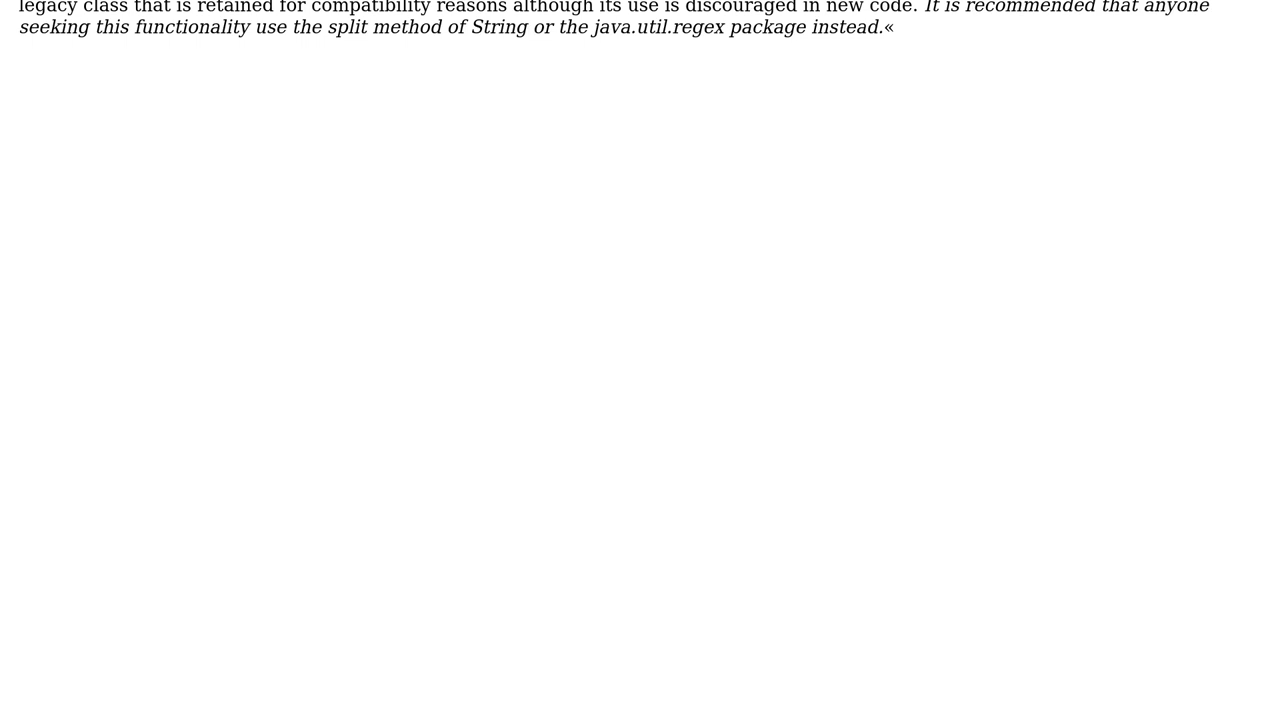 legacy class that is retained for compatibility reasons although its use is discouraged in new code. It is recommended that anyone
seeking this functionality use the split method of String or the java.util.regex package instead.«